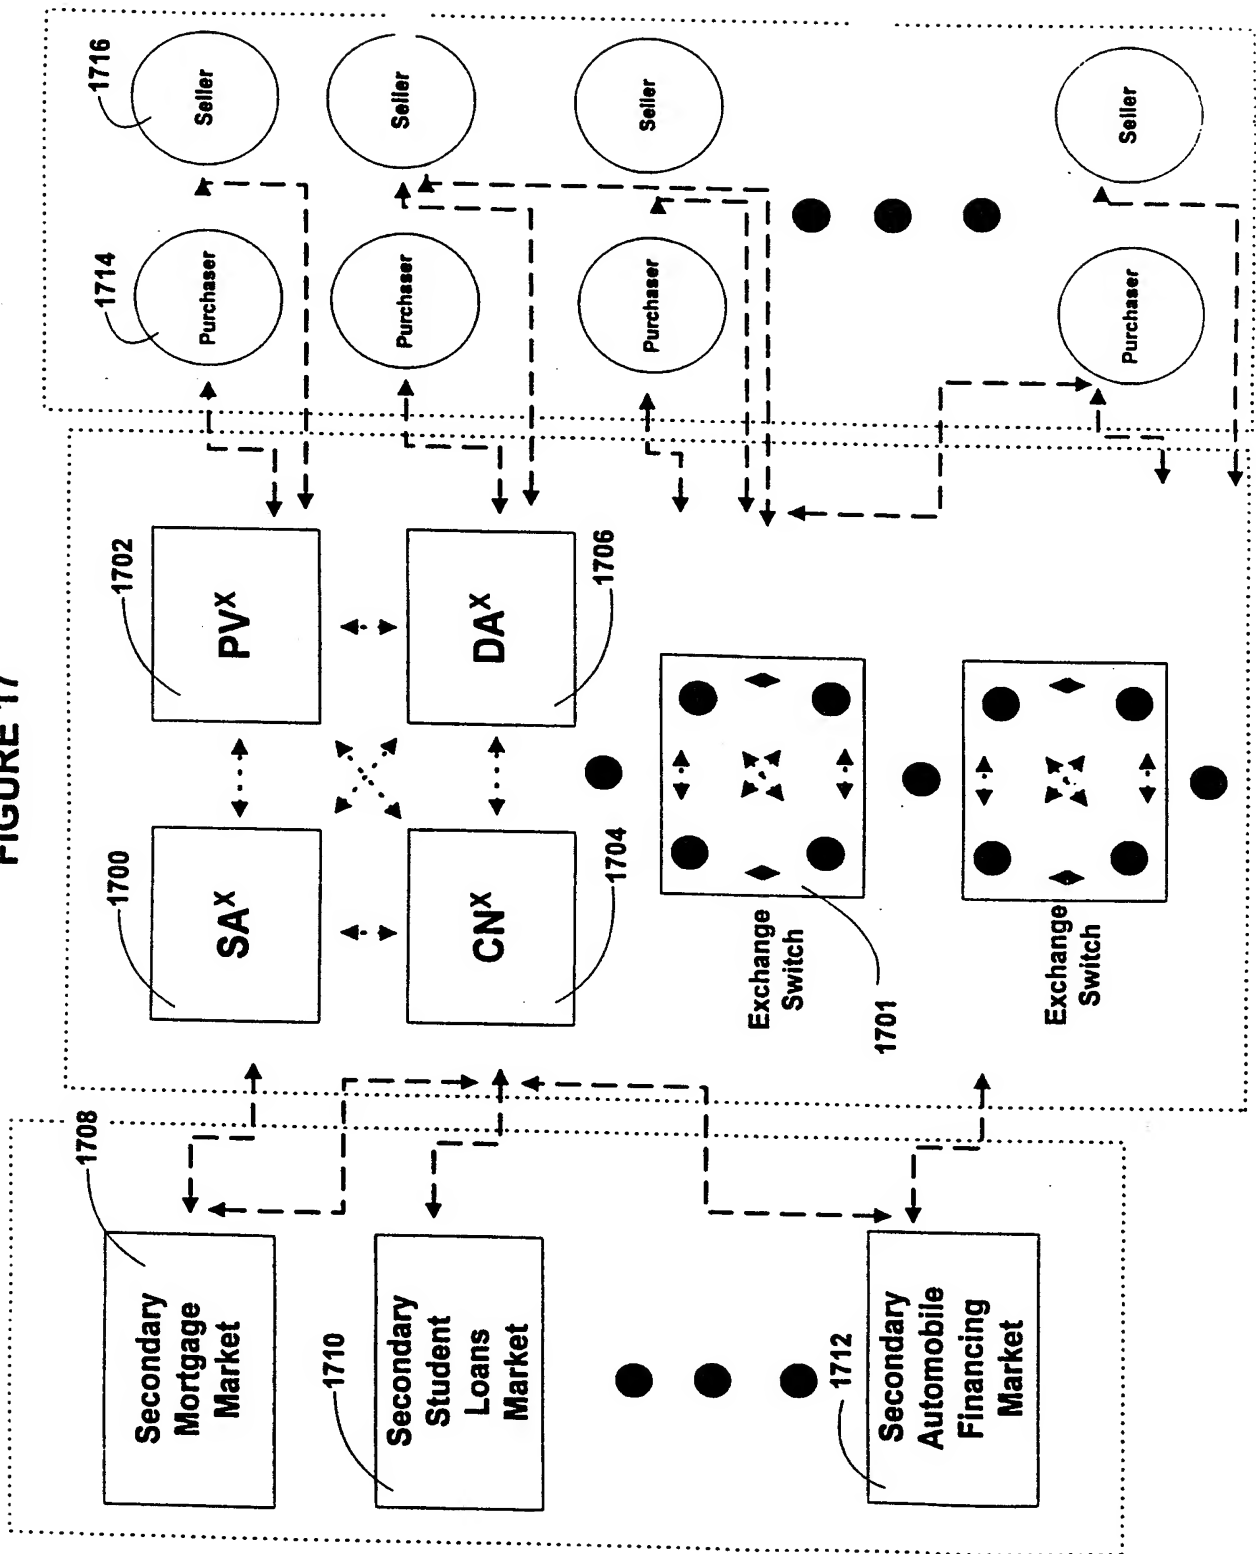 FIGURE 17
1708
Secondary
Mortgage
Market
1710
Secondary
Student
Loans
Market
1712
Secondary
Automobile
Financing
Market
1700
SAX
1702
PVX
1704
CNX
1706
DAX
Exchange
Switch
1701
Exchange
Switch
1714
Purchaser
1716
Seller
Purchaser
Seller
Purchaser
Seller
Purchaser
Seller